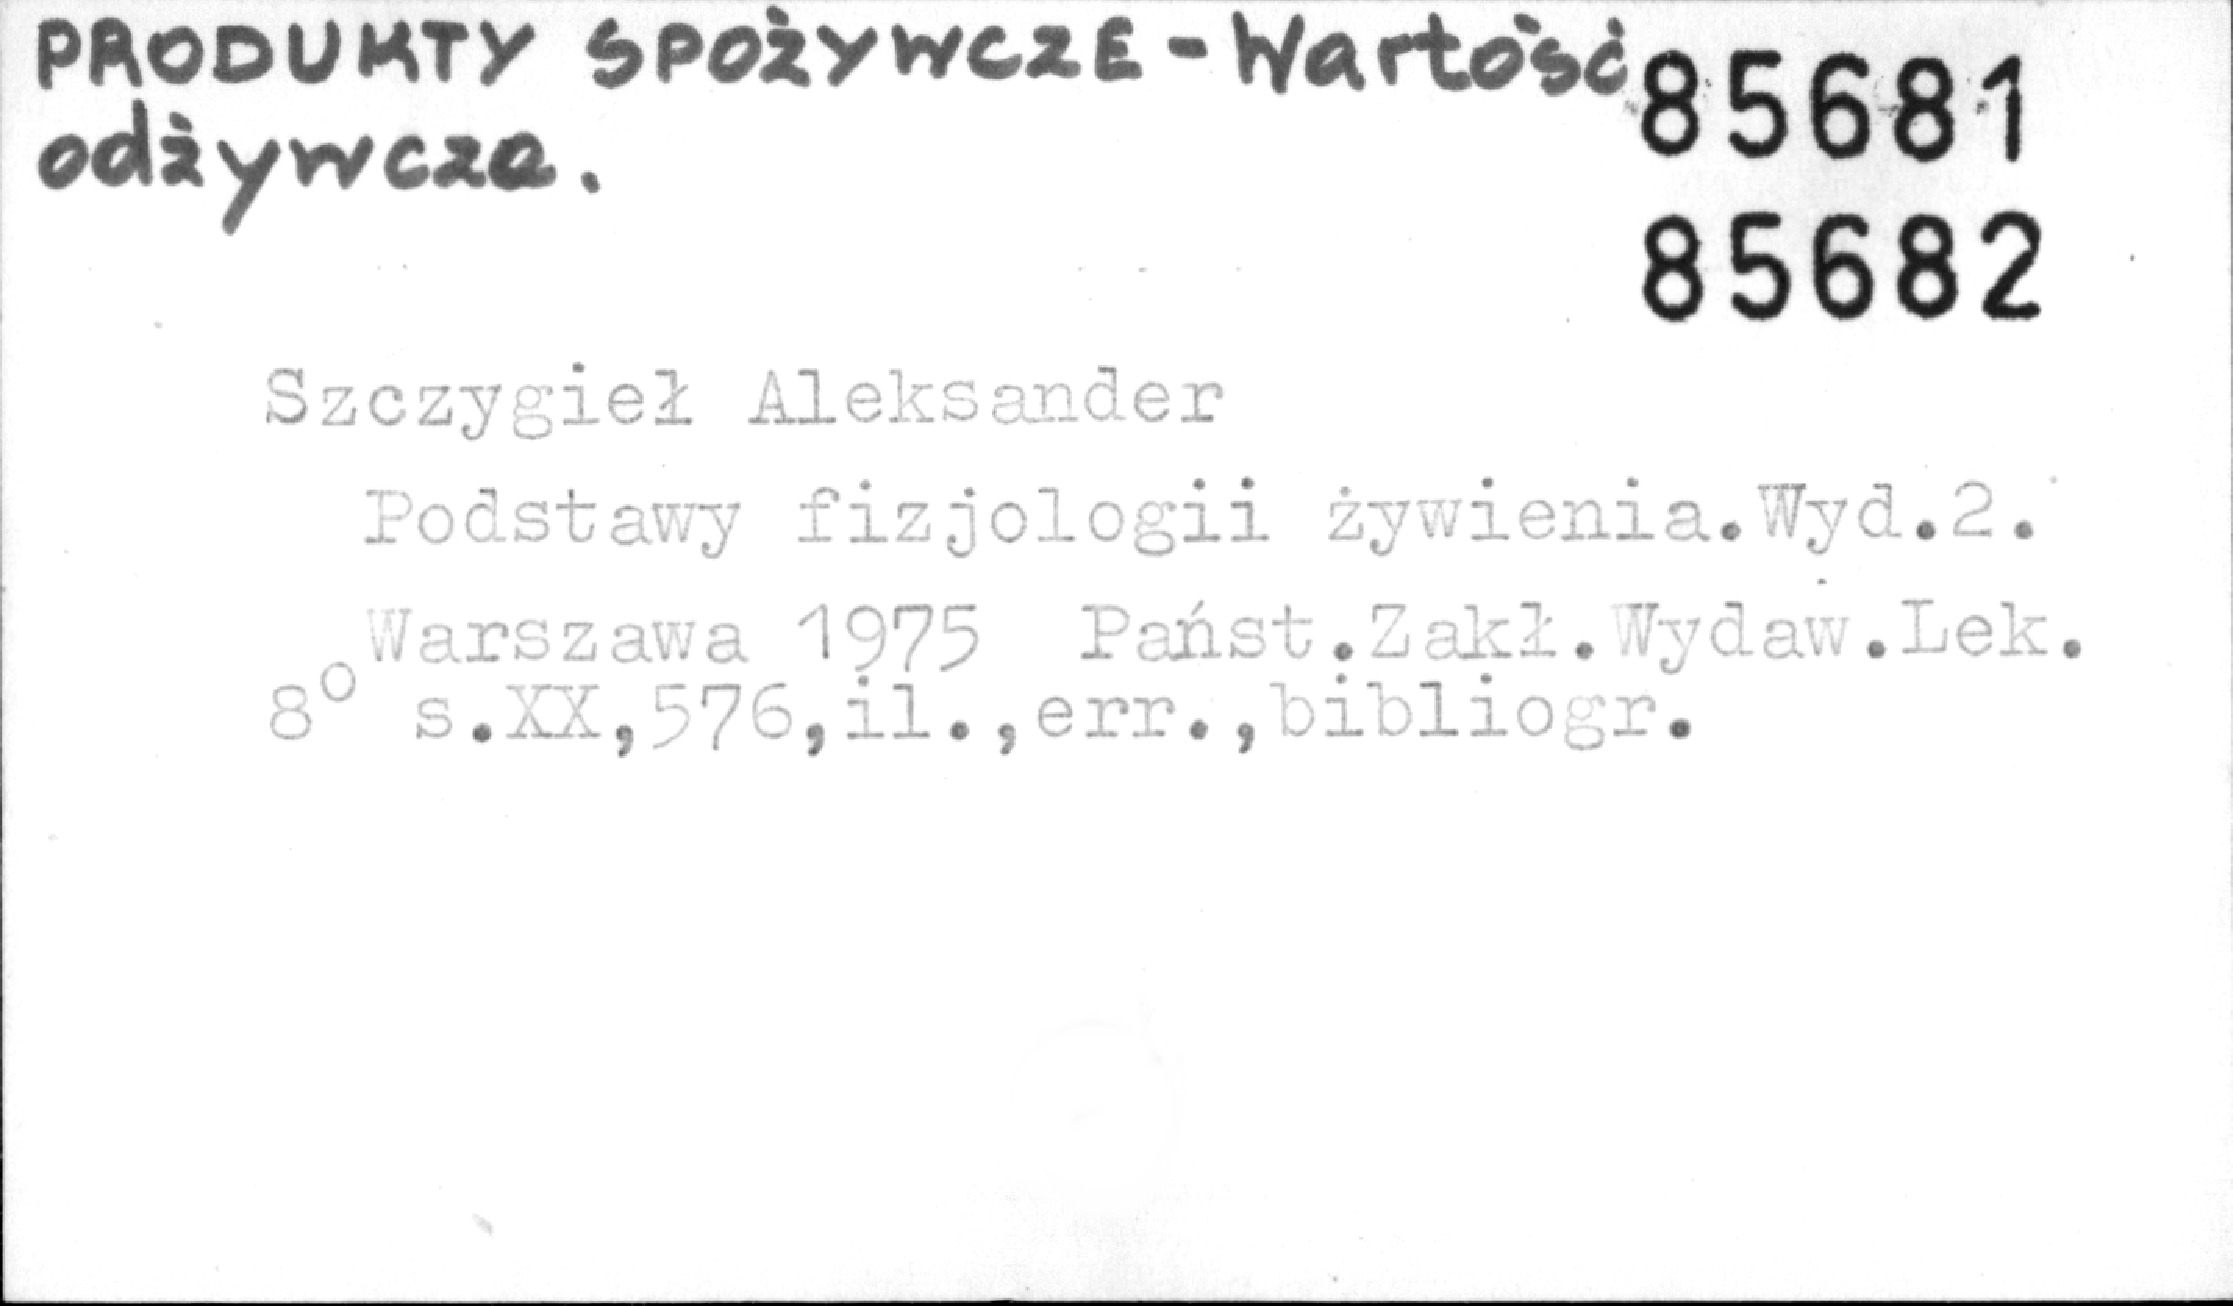 PRODUKTY SPOŻYWCZE - Wartość
odżywcza.
85681
85682
Szczygieł Aleksander
Podstawy fizjologii żywienia.Wyd.2.
Warszawa 1975 Państ.Zakł.Wydaw.Lek.
8° s.XX,576,il.,err.,bibliogr.